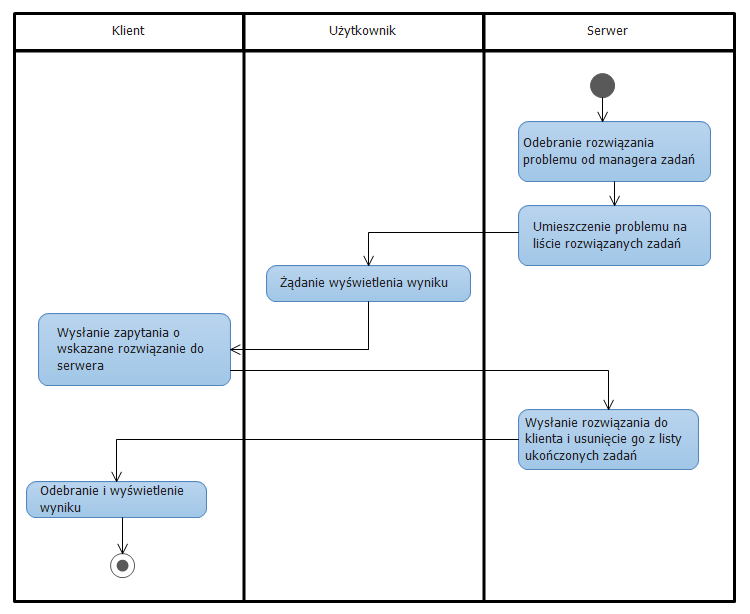 Klient
Użytkownik
Serwer
Odebranie rozwiązania
problemu od managera zadań
Umieszczenie problemu na
liście rozwiązanych zadań
Żądanie wyświetlenia wyniku
Wysłanie zapytania o
wskazane rozwiązanie do
serwera
Wysłanie rozwiązania do
klienta i usunięcie go z listy
ukończonych zadań
Odebranie i wyświetlenie
wyniku